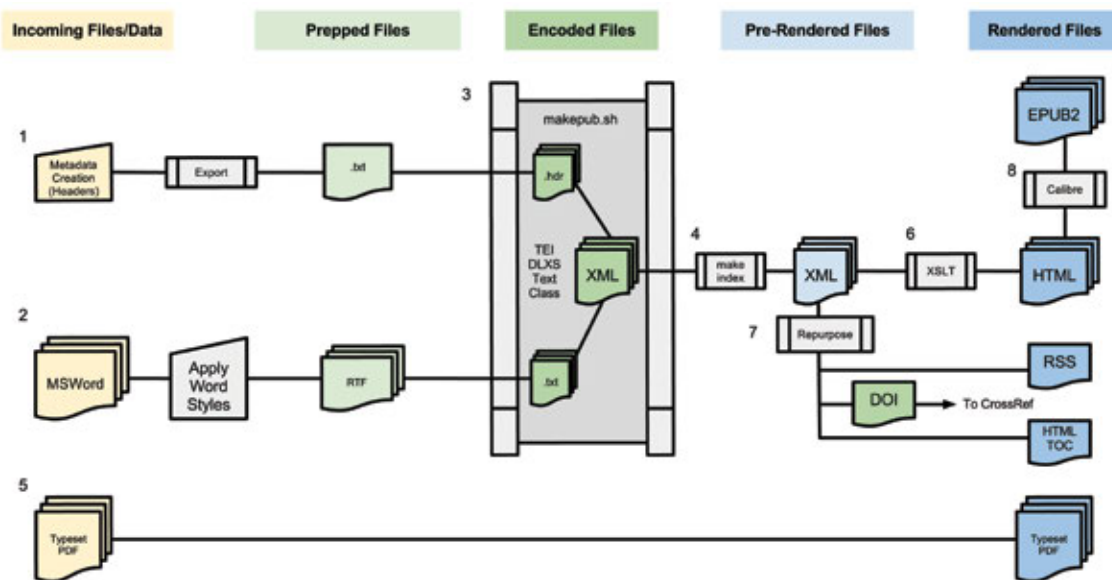 Incoming Files/Data
Prepped Files
Encoded Files
Pre-Rendered Files
Rendered Files
3
makepub.sh
EPUB2
1
Metadata
Creation
(Headers)
Export
.txt
.hdr
8
Calibre
TEI
DLXS
Text
Class
XML
4
make
index
XML
6
XSLT
HTML
2
MSWord
Apply
Word
Styles
RTF
.txt
7
Repurpose
RSS
DOI
To CrossRef
HTML
TOC
5
Typeset
PDF
Typeset
PDF